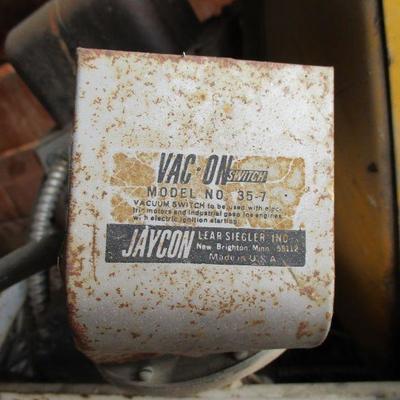 VAC ON SWITCH
MODEL NO. 35-7
VACUUM SWITCH to be used with elec
tric motors and industrial gasoline engines
with electric ignition starting
JAYCON LEAR SIEGLER, INC.
New Brighton, Minn. 55112
Made in U.S.A.